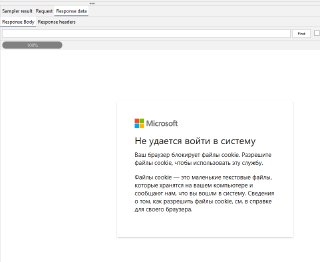 Sampler result Request Response data
Response Body Response headers
Find
100%
Microsoft
Не удается войти в систему
Ваш браузер блокирует файлы cookie. Разрешите
файлы cookie, чтобы использовать эту службу.
Файлы cookie — это маленькие текстовые файлы,
которые хранятся на вашем компьютере и
сообщают нам, что вы вошли в систему. Сведения
о том, как разрешить файлы cookie, см. в справке
для своего браузера.